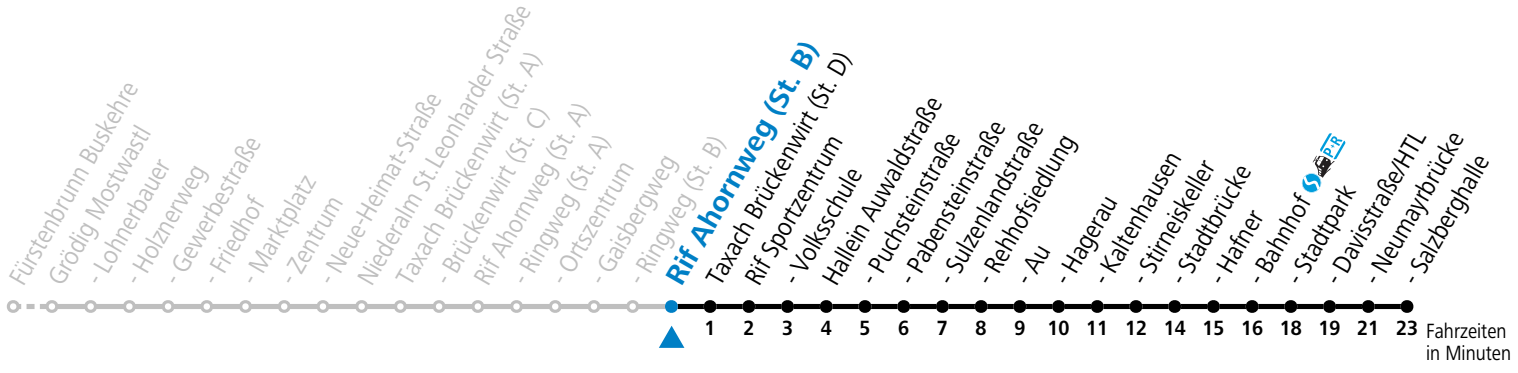 Fürstenbrunn Buskehre
Grödig Mostwastl
- Lohnerbauer
- Holznerweg
- Gewerbestraße
- Friedhof
- Marktplatz
- Zentrum
- Neue-Heimat-Straße
Niederalm St.Leonharder Straße
Taxach Brückenwirt (St. A)
- Brückenwirt (St. C)
Rif Ahornweg (St. A)
- Ringweg (St. A)
- Ortszentrum
- Gaisbergweg
- Ringweg (St. B)
Rif Ahornweg (St. B)
Taxach Brückenwirt (St. D)
Rif Sportzentrum
- Volksschule
Hallein Auwaldstraße
- Puchsteinstraße
- Pabensteinstraße
- Sulzenlandstraße
- Rehhofsiedlung
- Au
- Hagerau
- Kaltenhausen
- Stirneiskeller
- Stadtbrücke
- Hafner
- Bahnhof S P+R
- Stadtpark
- Davisstraße/HTL
- Neumayrbrücke
- Salzberghalle
1 2 3 4 5 6 7 8 9 10 11 12 14 15 16 18 19 21 23 Fahrzeiten
in Minuten